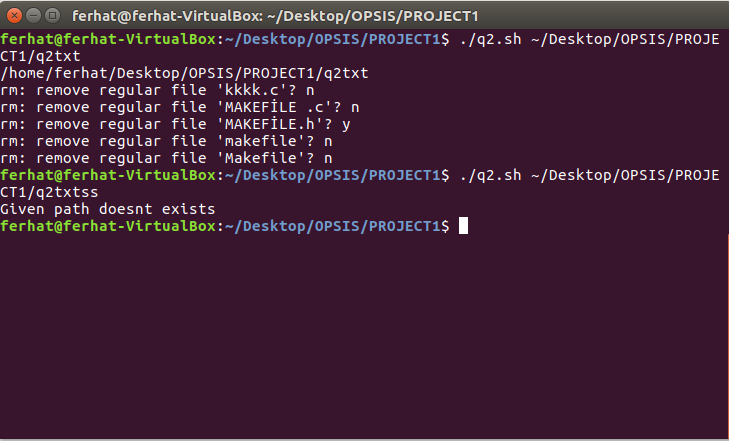 ferhat@ferhat-VirtualBox: ~/Desktop/OPSIS/PROJECT1
ferhat@ferhat-VirtualBox:~/Desktop/OPSIS/PROJECT1$ ./q2.sh ~/Desktop/OPSIS/PROJE
CT1/q2txt
/home/ferhat/Desktop/OPSIS/PROJECT1/q2txt
rm: remove regular file 'kkkk.c'? n
rm: remove regular file 'MAKEFİLE .c'? n
rm: remove regular file 'MAKEFİLE.h'? y
rm: remove regular file 'makefile'? n
rm: remove regular file 'Makefile'? n
ferhat@ferhat-VirtualBox:~/Desktop/OPSIS/PROJECT1$ ./q2.sh ~/Desktop/OPSIS/PROJE
CT1/q2txtss
Given path doesnt exists
ferhat@ferhat-VirtualBox:~/Desktop/OPSIS/PROJECT1$